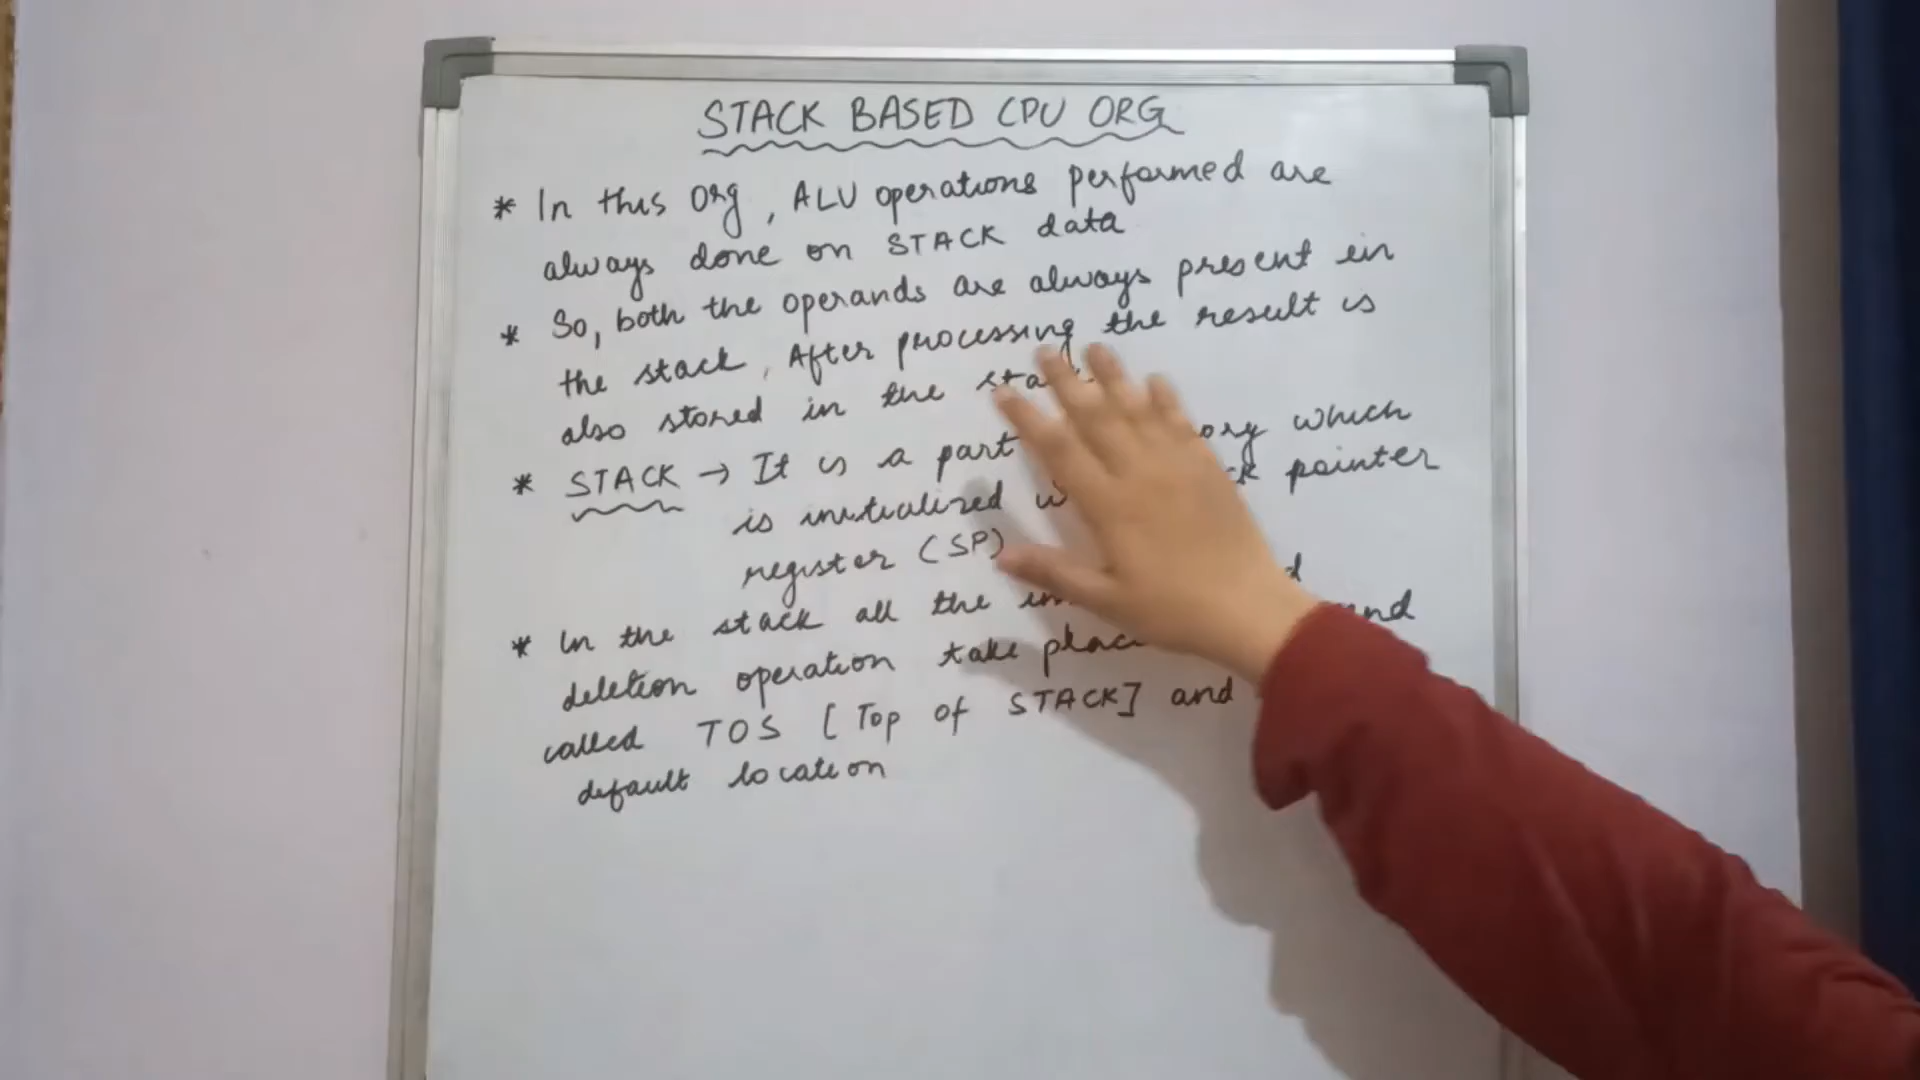 STACK BASED CPU ORG
* In this Org, ALU operations performed are
always done on STACK data
* So, both the operands are always present in
the stack, After processing the result is
also stored in the
* STACK → It is a part which
is initialized pointer
register (SP)
* In the stack all the
deletion operation take
called TOS [Top of STACK] and
default location